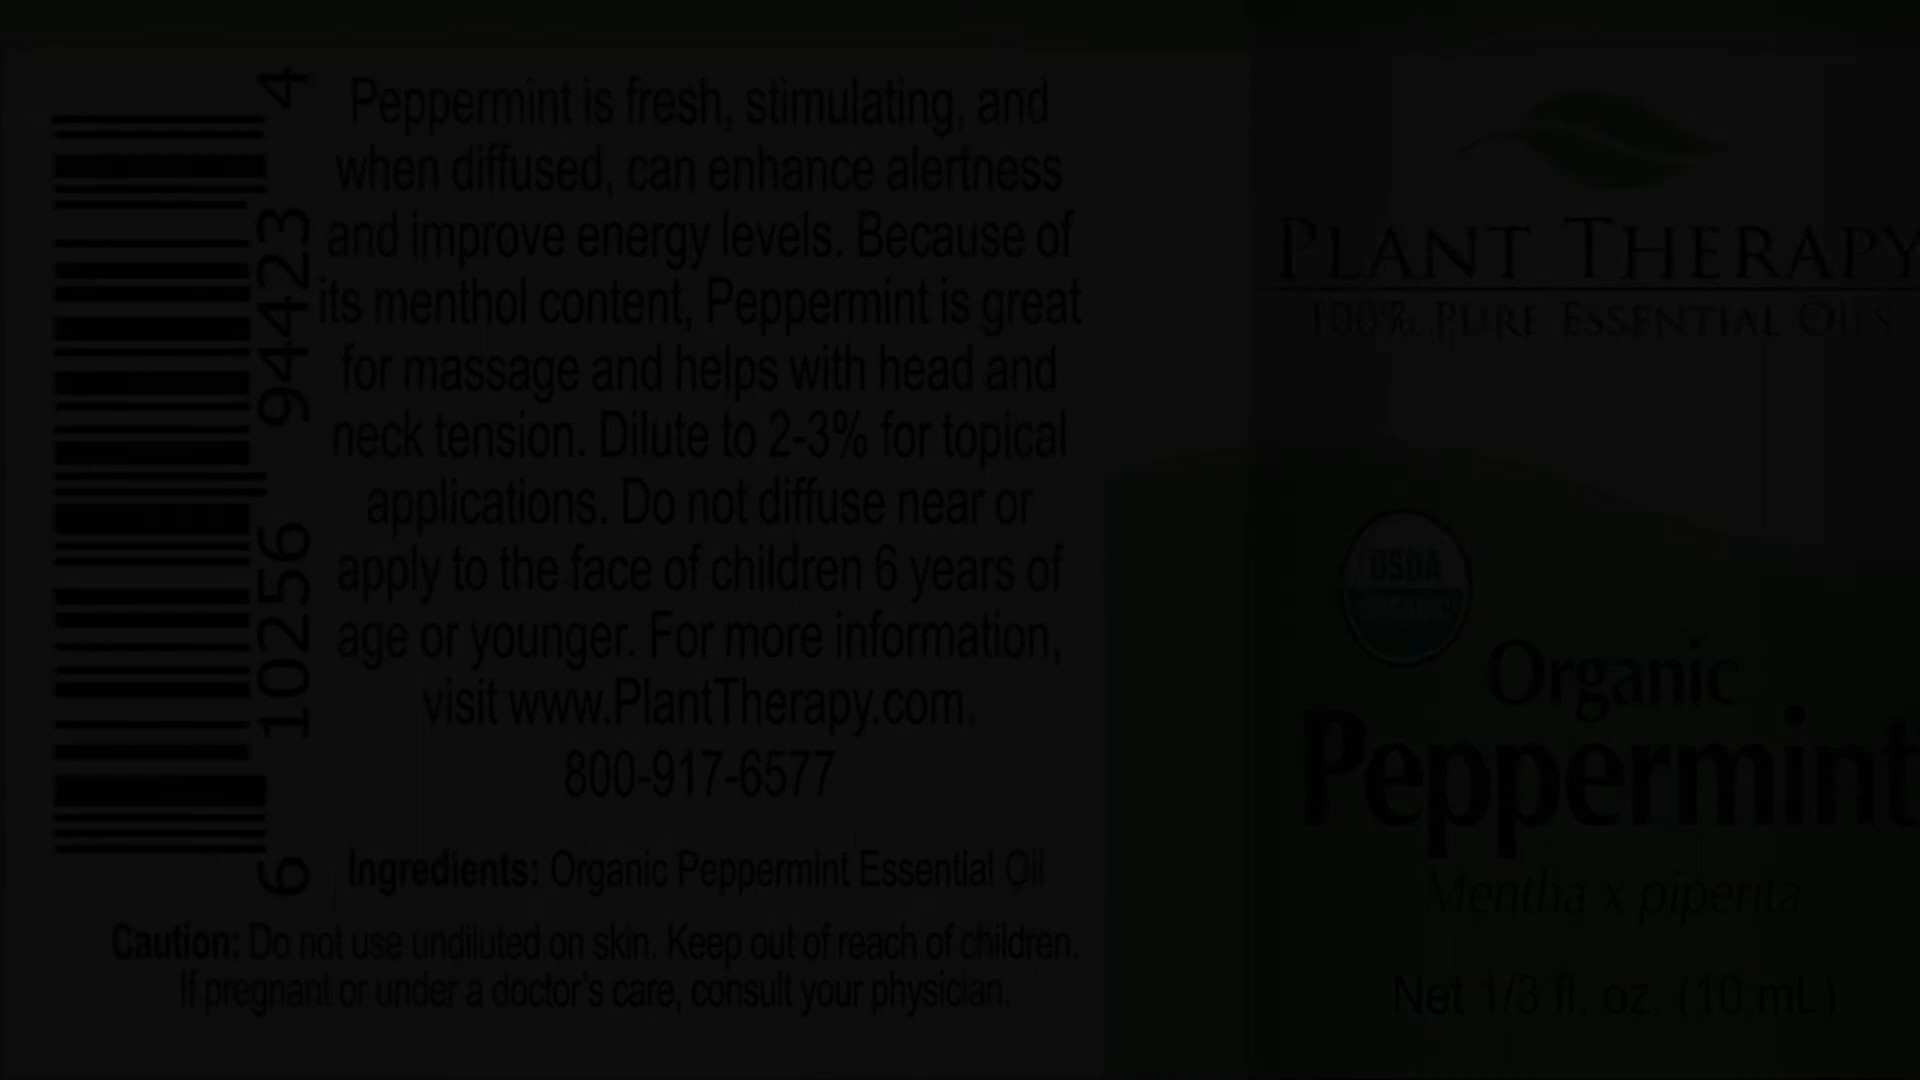 Peppermint is fresh, stimulating, and
when diffused, can enhance alertness
and improve energy levels. Because of
its menthol content, Peppermint is great
for massage and helps with head and
neck tension. Dilute to 2-3% for topical
applications. Do not diffuse near or
apply to the face of children 6 years of
age or younger. For more information,
visit www.PlantTherapy.com.
800-917-6577
Ingredients: Organic Peppermint Essential Oil
Caution: Do not use undiluted on skin. Keep out of reach of children.
If pregnant or under a doctor's care, consult your physician.
6 10256 94423 4
PLANT THERAPY
100% PURE ESSENTIAL OILS
USDA
ORGANIC
Organic
Peppermint
Mentha x piperita
Net 1/3 fl. oz. (10 mL)